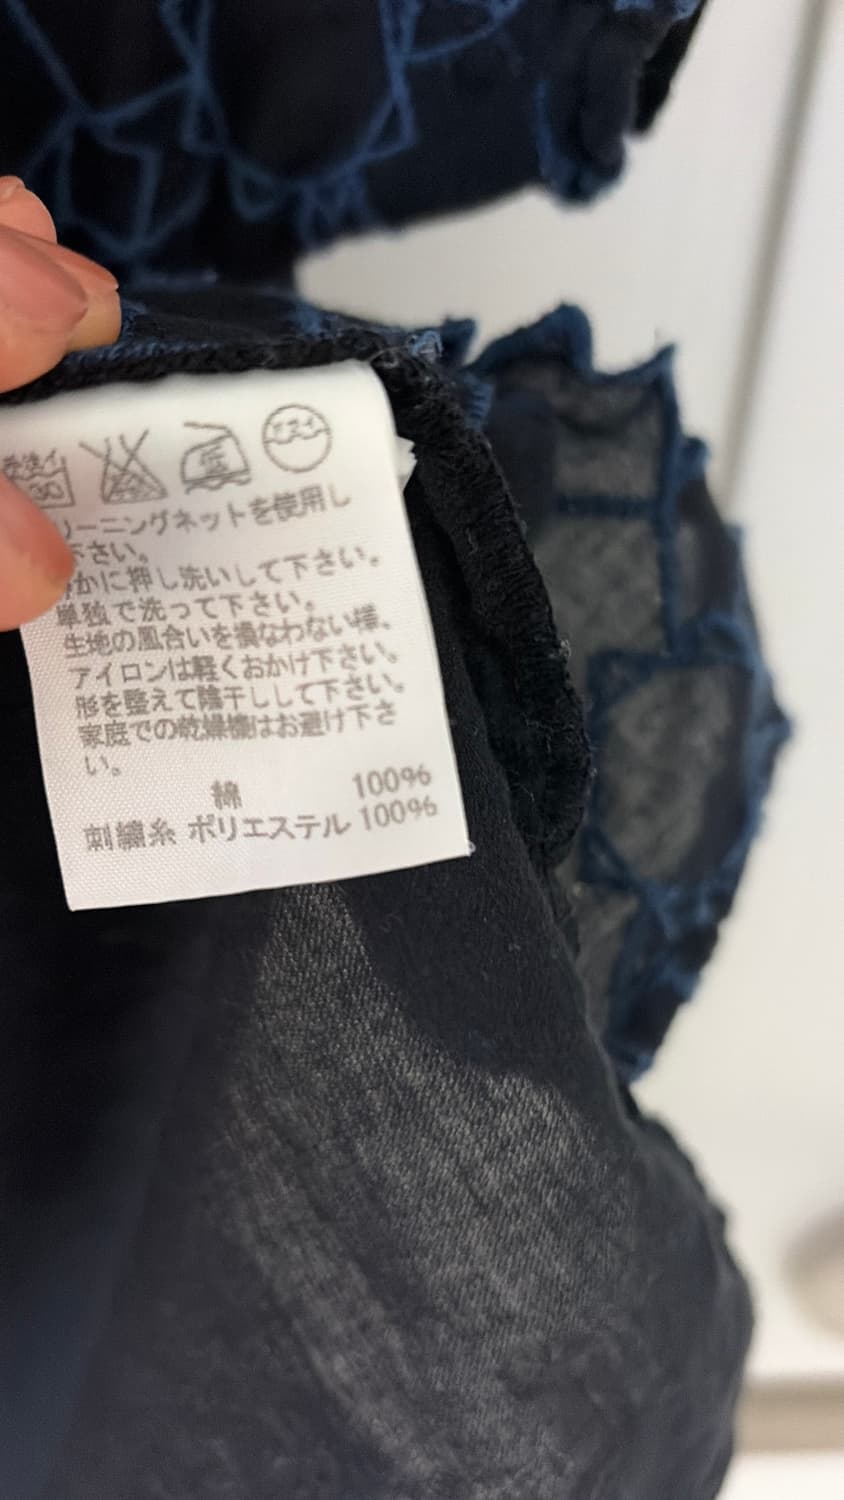 手洗イ 30
中
セキユ系
リーニングネットを使用し
下さい。
かに押し洗いして下さい。
単独で洗って下さい。
生地の風合いを損なわない様、
アイロンは軽くおかけ下さい。
形を整えて陰干しして下さい。
家庭での乾燥機はお避け下さ
い。
綿 100%
刺繍糸 ポリエステル 100%